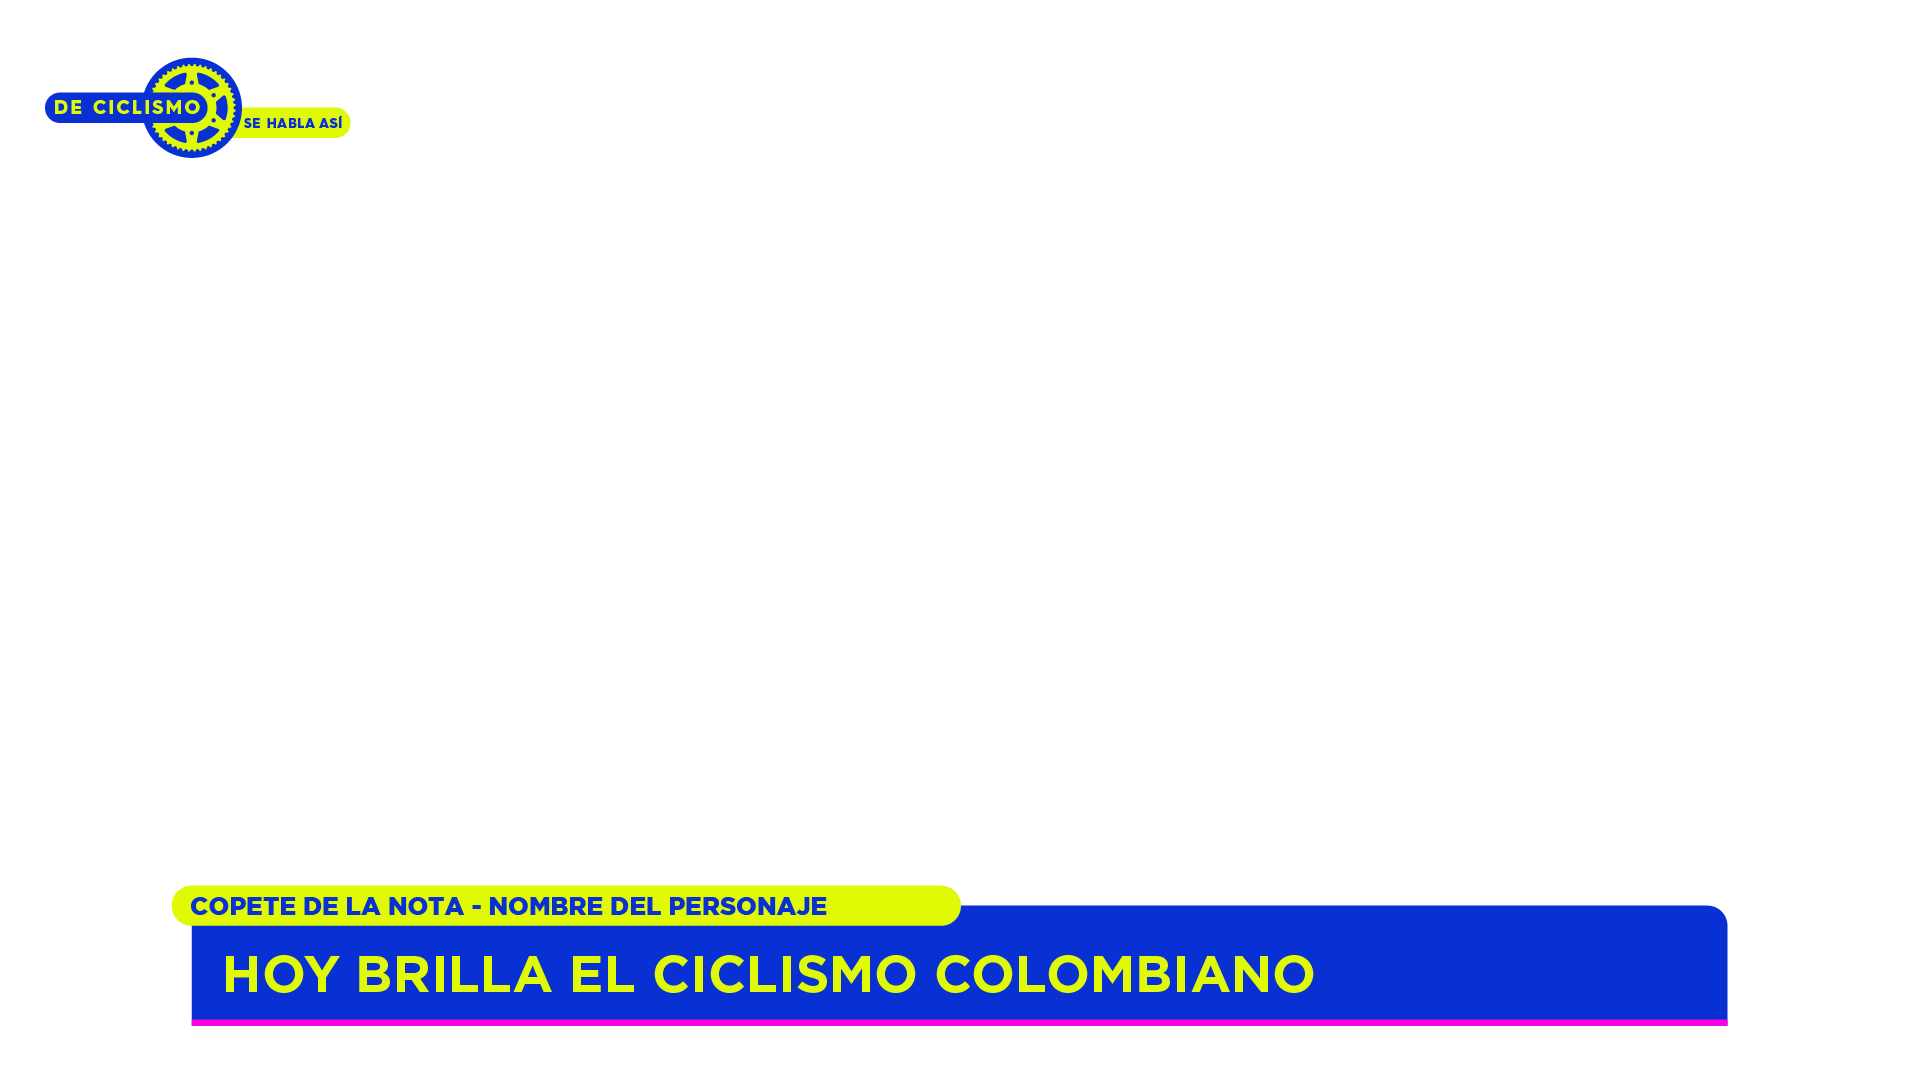 DE CICLISMO
SE HABLA ASÍ
COPETE DE LA NOTA - NOMBRE DEL PERSONAJE
HOY BRILLA EL CICLISMO COLOMBIANO